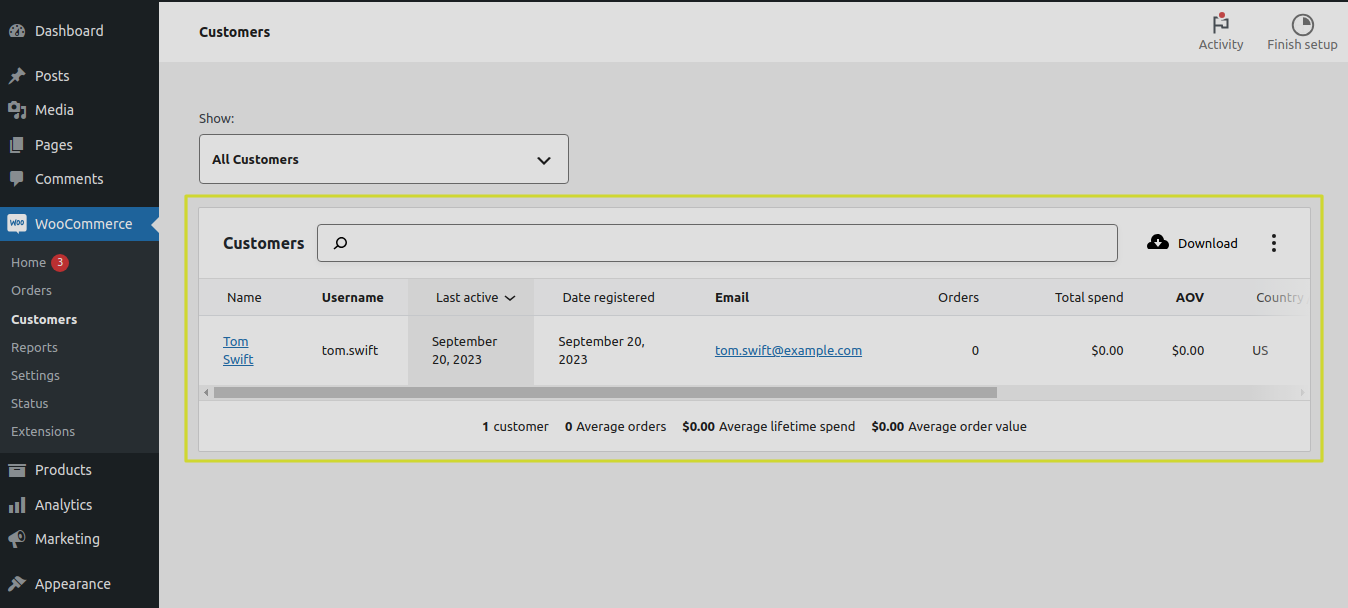 Dashboard
Posts
Media
Pages
Comments
WOO WooCommerce
Home 3
Orders
Customers
Reports
Settings
Status
Extensions
Products
Analytics
Marketing
Appearance
Customers
Activity
Finish setup
Show:
All Customers
Customers
Download
Name Username Last active Date registered Email Orders Total spend AOV Country
Tom tom.swift September September 20, tom.swift@example.com 0 $0.00 $0.00 US
Swift 20, 2023 2023
1 customer 0 Average orders $0.00 Average lifetime spend $0.00 Average order value